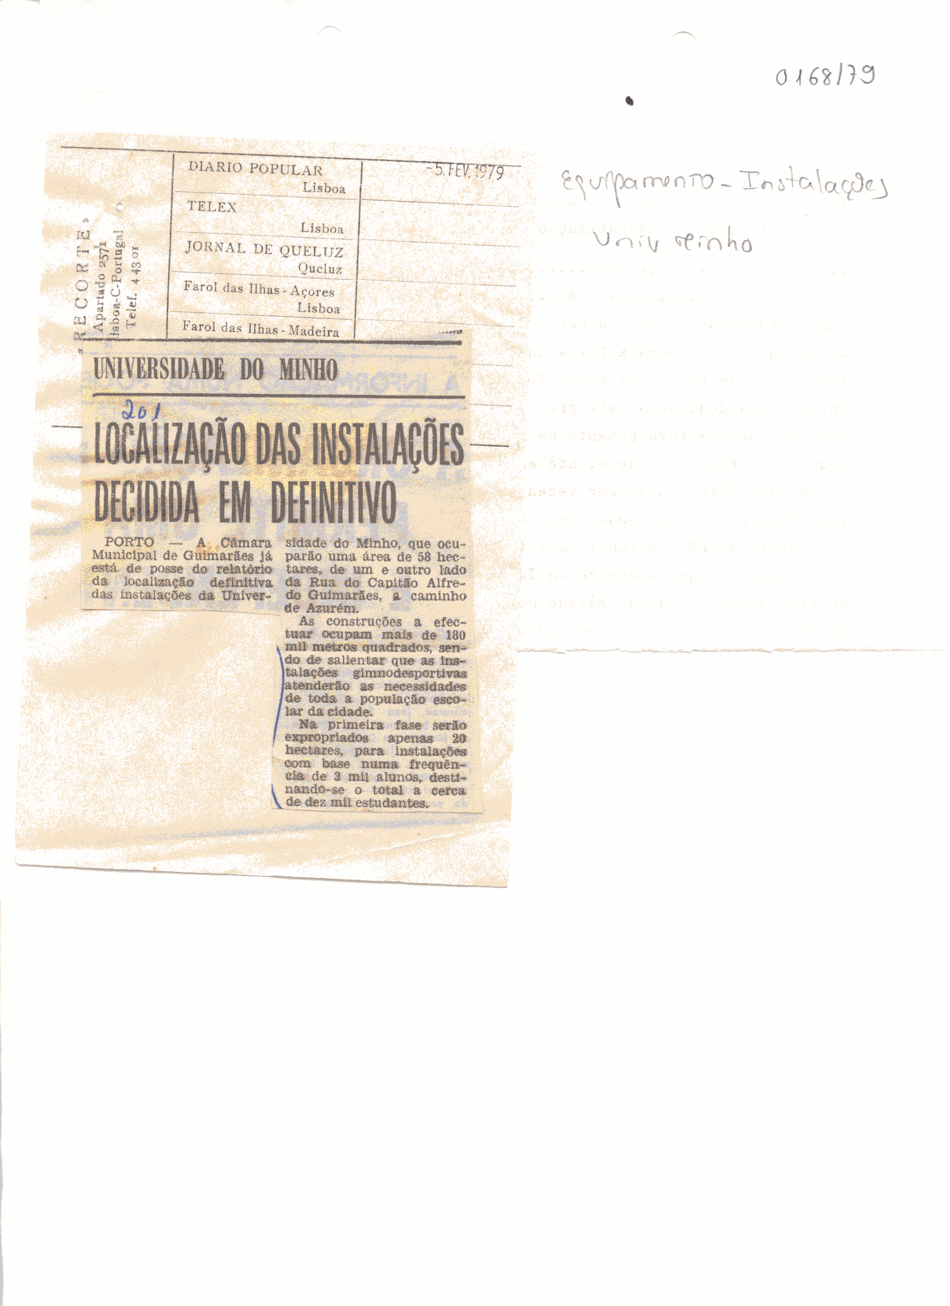 0168/79
Equipamento - Instalações
Univ Minho
« RECORTE »
Apartado 2571
Lisboa-C-Portugal
Telef. 4 43 01
DIARIO POPULAR
Lisboa
TELEX
Lisboa
JORNAL DE QUELUZ
Queluz
Farol das Ilhas - Açores
Lisboa
Farol das Ilhas - Madeira
-5. FEV. 1979
UNIVERSIDADE DO MINHO
201
LOCALIZAÇÃO DAS INSTALAÇÕES
DECIDIDA EM DEFINITIVO
PORTO — A Câmara
Municipal de Guimarães já
está de posse do relatório
da localização definitiva
das instalações da Univer-
sidade do Minho, que ocu-
parão uma área de 58 hec-
tares, de um e outro lado
da Rua do Capitão Alfre-
do Guimarães, a caminho
de Azurém.
As construções a efec-
tuar ocupam mais de 180
mil metros quadrados, sen-
do de salientar que as ins-
talações gimnodesportivas
atenderão as necessidades
de toda a população esco-
lar da cidade.
Na primeira fase serão
expropriados apenas 20
hectares, para instalações
com base numa frequên-
cia de 3 mil alunos, desti-
nando-se o total a cerca
de dez mil estudantes.